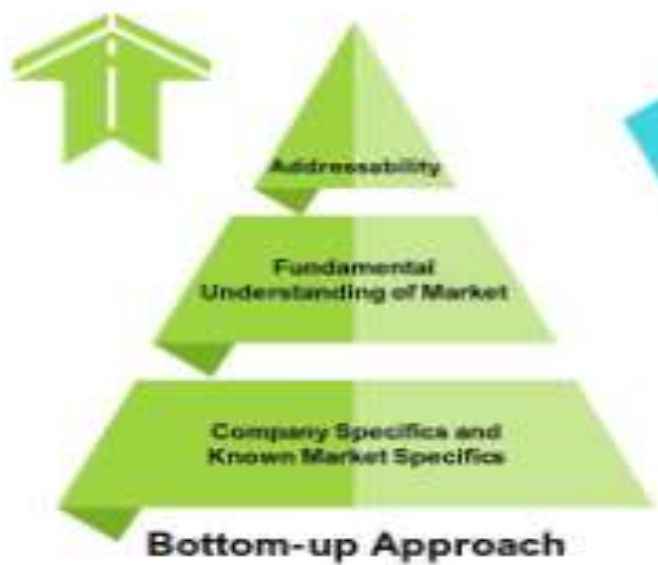 Addressability
Fundamental
Understanding of Market
Company Specifics and
Known Market Specifics
Bottom-up Approach